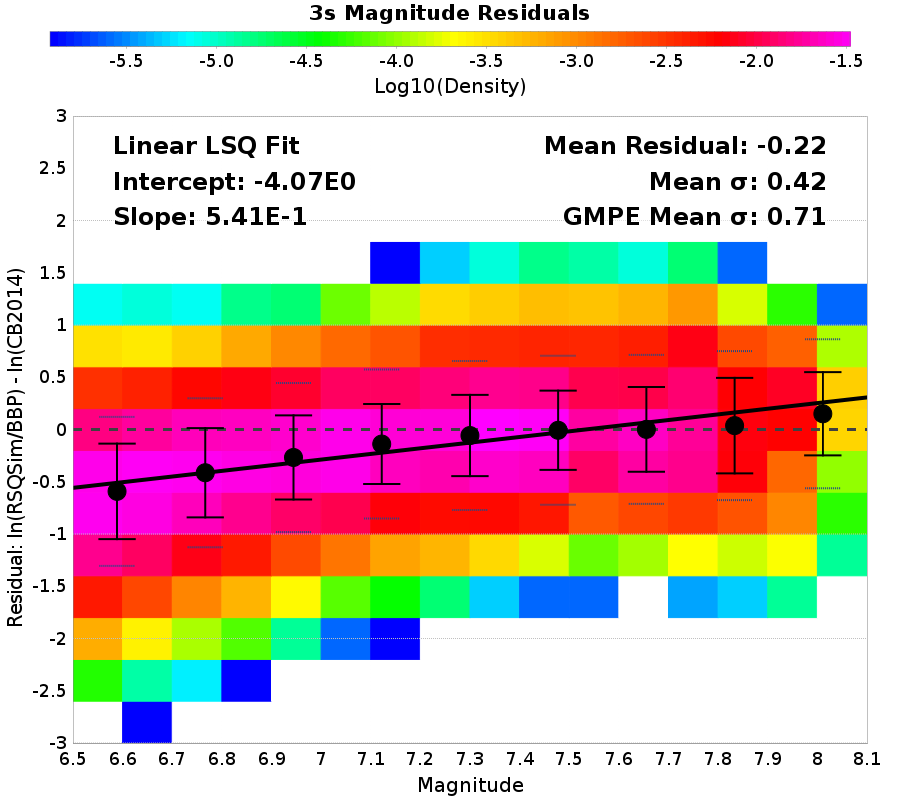 3s Magnitude Residuals
-5.5 -5.0 -4.5 -4.0 -3.5 -3.0 -2.5 -2.0 -1.5
Log10(Density)
Linear LSQ Fit
Intercept: -4.07E0
Slope: 5.41E-1
Mean Residual: -0.22
Mean σ: 0.42
GMPE Mean σ: 0.71
Residual: ln(RSQSim/BBP) - ln(CB2014)
3
2.5
2
1.5
1
0.5
0
-0.5
-1
-1.5
-2
-2.5
-3
6.5 6.6 6.7 6.8 6.9 7 7.1 7.2 7.3 7.4 7.5 7.6 7.7 7.8 7.9 8 8.1
Magnitude